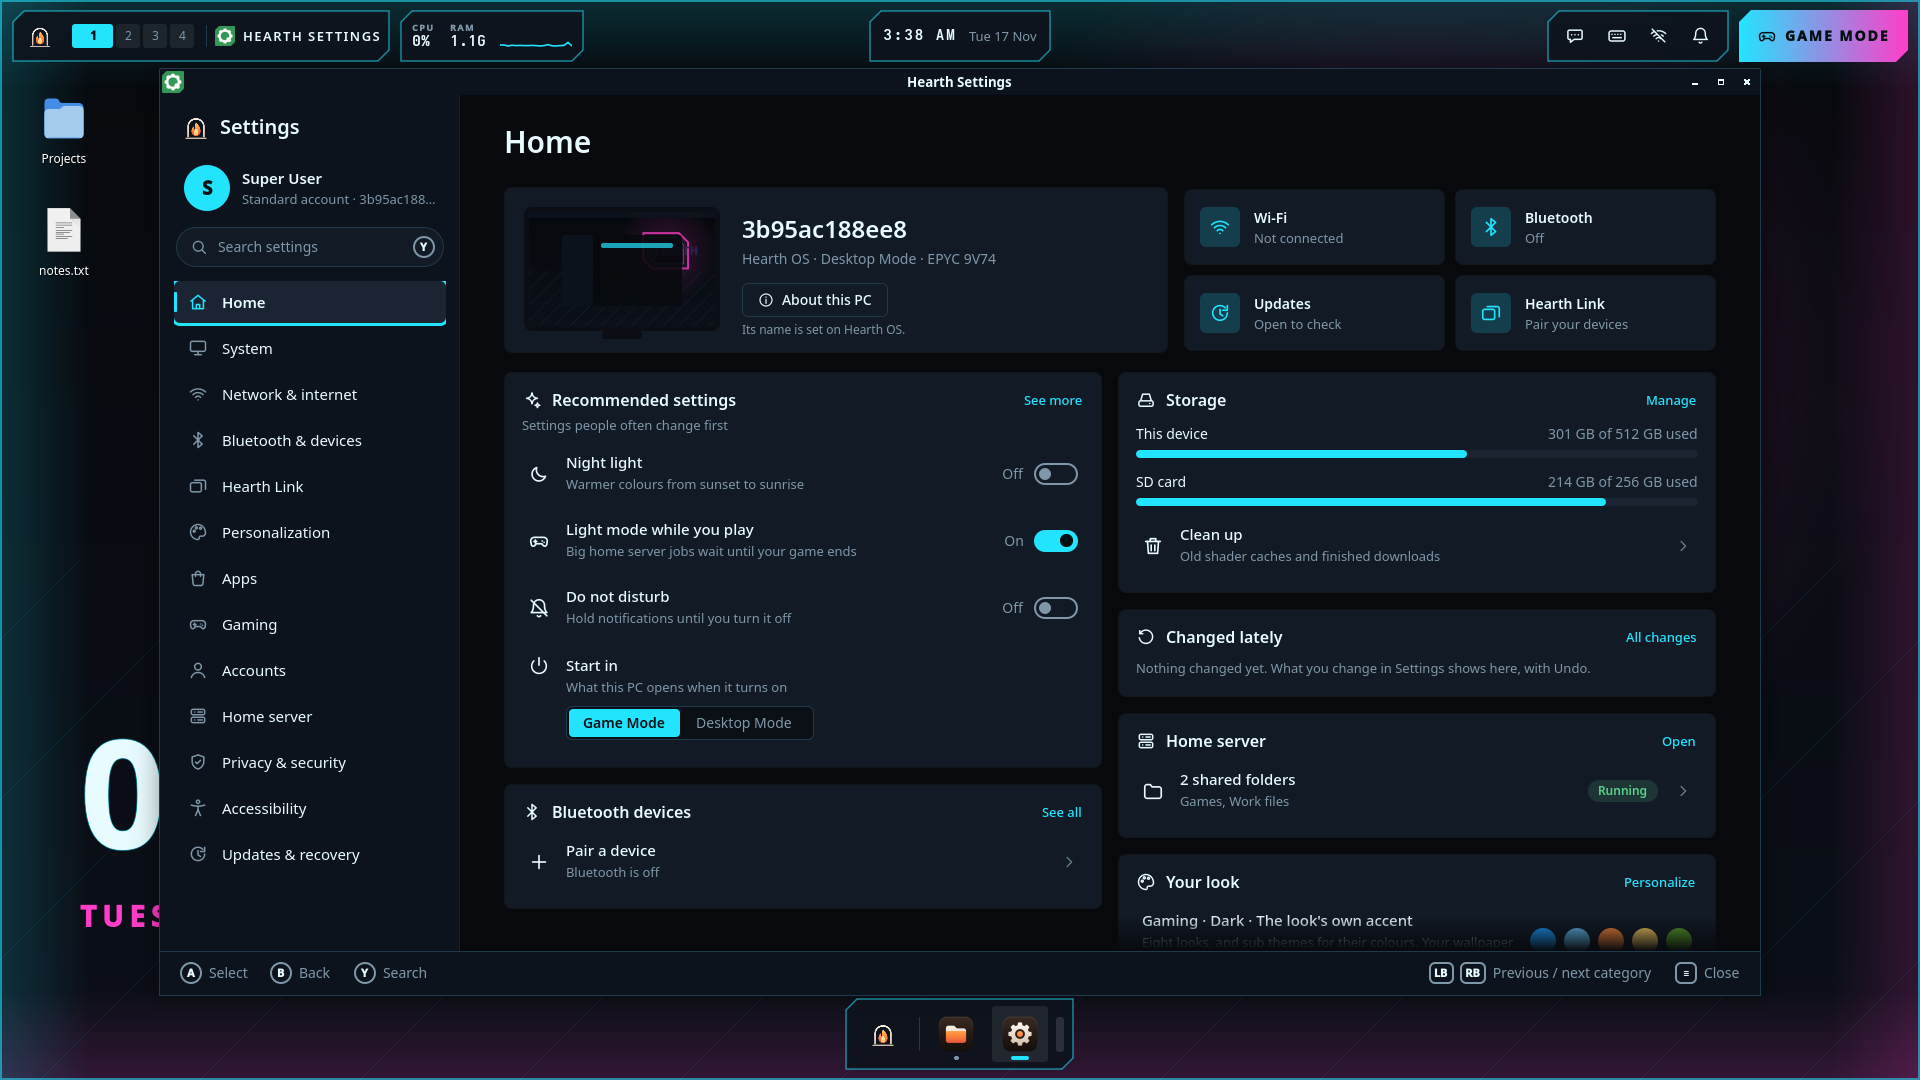 1 2 3 4 HEARTH SETTINGS
CPU RAM
0% 1.1G
3:38 AM Tue 17 Nov
GAME MODE
Hearth Settings
Projects
notes.txt
0
TUES
Settings
S
Super User
Standard account · 3b95ac188...
Search settings Y
Home
System
Network & internet
Bluetooth & devices
Hearth Link
Personalization
Apps
Gaming
Accounts
Home server
Privacy & security
Accessibility
Updates & recovery
Home
3b95ac188ee8
Hearth OS · Desktop Mode · EPYC 9V74
About this PC
Its name is set on Hearth OS.
Wi-Fi
Not connected
Bluetooth
Off
Updates
Open to check
Hearth Link
Pair your devices
Recommended settings See more
Settings people often change first
Night light
Warmer colours from sunset to sunrise
Off
Light mode while you play
Big home server jobs wait until your game ends
On
Do not disturb
Hold notifications until you turn it off
Off
Start in
What this PC opens when it turns on
Game Mode Desktop Mode
Bluetooth devices See all
Pair a device
Bluetooth is off
Storage Manage
This device 301 GB of 512 GB used
SD card 214 GB of 256 GB used
Clean up
Old shader caches and finished downloads
Changed lately All changes
Nothing changed yet. What you change in Settings shows here, with Undo.
Home server Open
2 shared folders
Games, Work files
Running
Your look Personalize
Gaming · Dark · The look's own accent
Eight looks, and sub themes for their colours. Your wallpaper
A Select B Back Y Search
LB RB Previous / next category Close